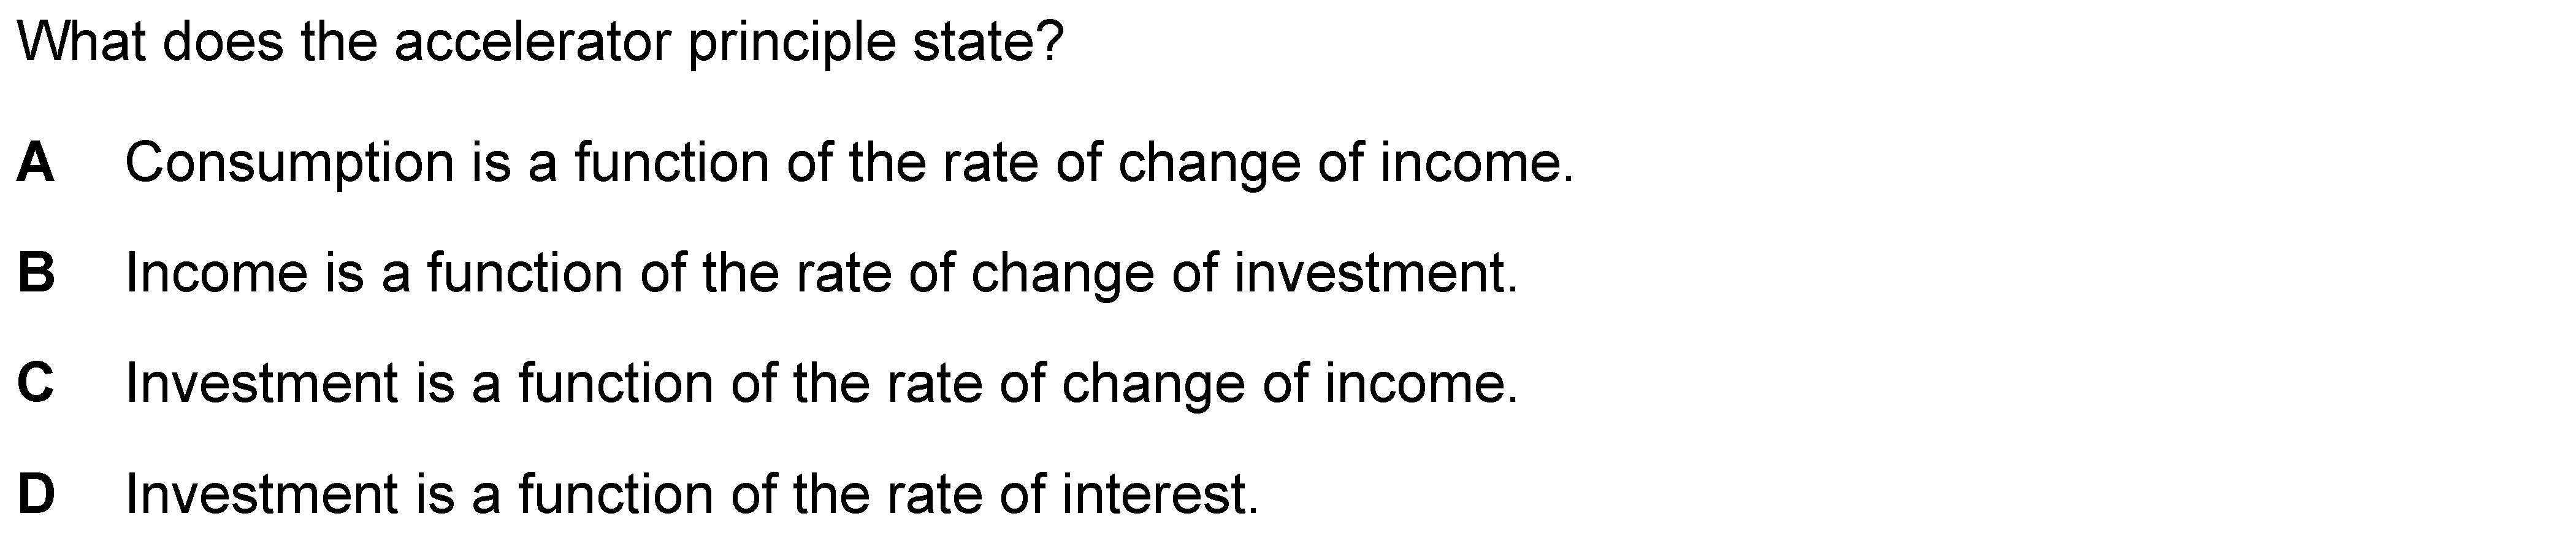 What does the accelerator principle state?
A Consumption is a function of the rate of change of income.
B Income is a function of the rate of change of investment.
C Investment is a function of the rate of change of income.
D Investment is a function of the rate of interest.